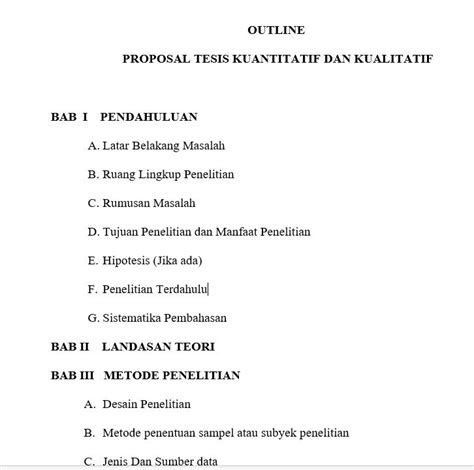 OUTLINE
PROPOSAL TESIS KUANTITATIF DAN KUALITATIF
BAB I PENDAHULUAN
A. Latar Belakang Masalah
B. Ruang Lingkup Penelitian
C. Rumusan Masalah
D. Tujuan Penelitian dan Manfaat Penelitian
E. Hipotesis (Jika ada)
F. Penelitian Terdahulu
G. Sistematika Pembahasan
BAB II LANDASAN TEORI
BAB III METODE PENELITIAN
A. Desain Penelitian
B. Metode penentuan sampel atau subyek penelitian
C. Jenis Dan Sumber data